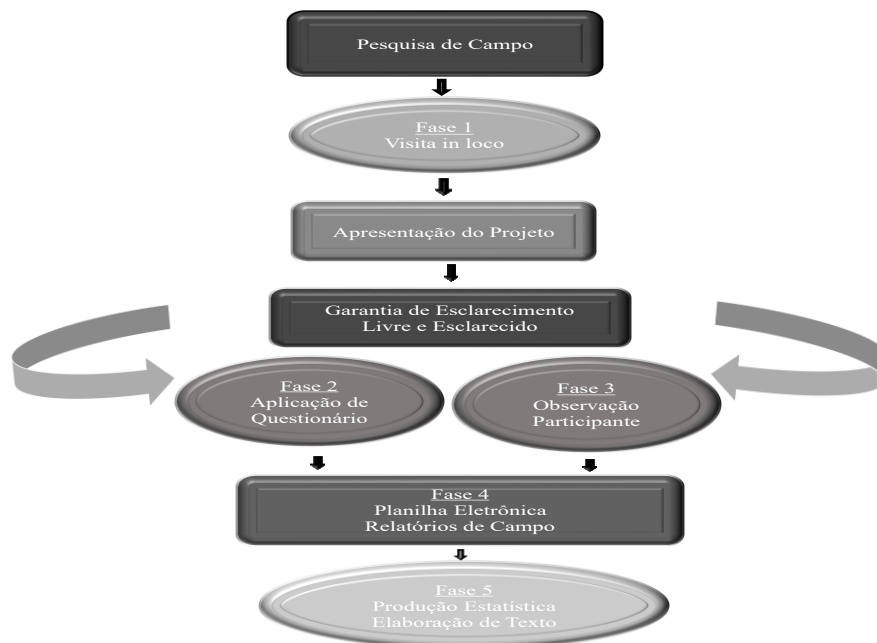 Pesquisa de Campo
Fase 1
Visita in loco
Apresentação do Projeto
Garantia de Esclarecimento
Livre e Esclarecido
Fase 2
Aplicação de
Questionário
Fase 3
Observação
Participante
Fase 4
Planilha Eletrônica
Relatórios de Campo
Fase 5
Produção Estatística
Elaboração de Texto